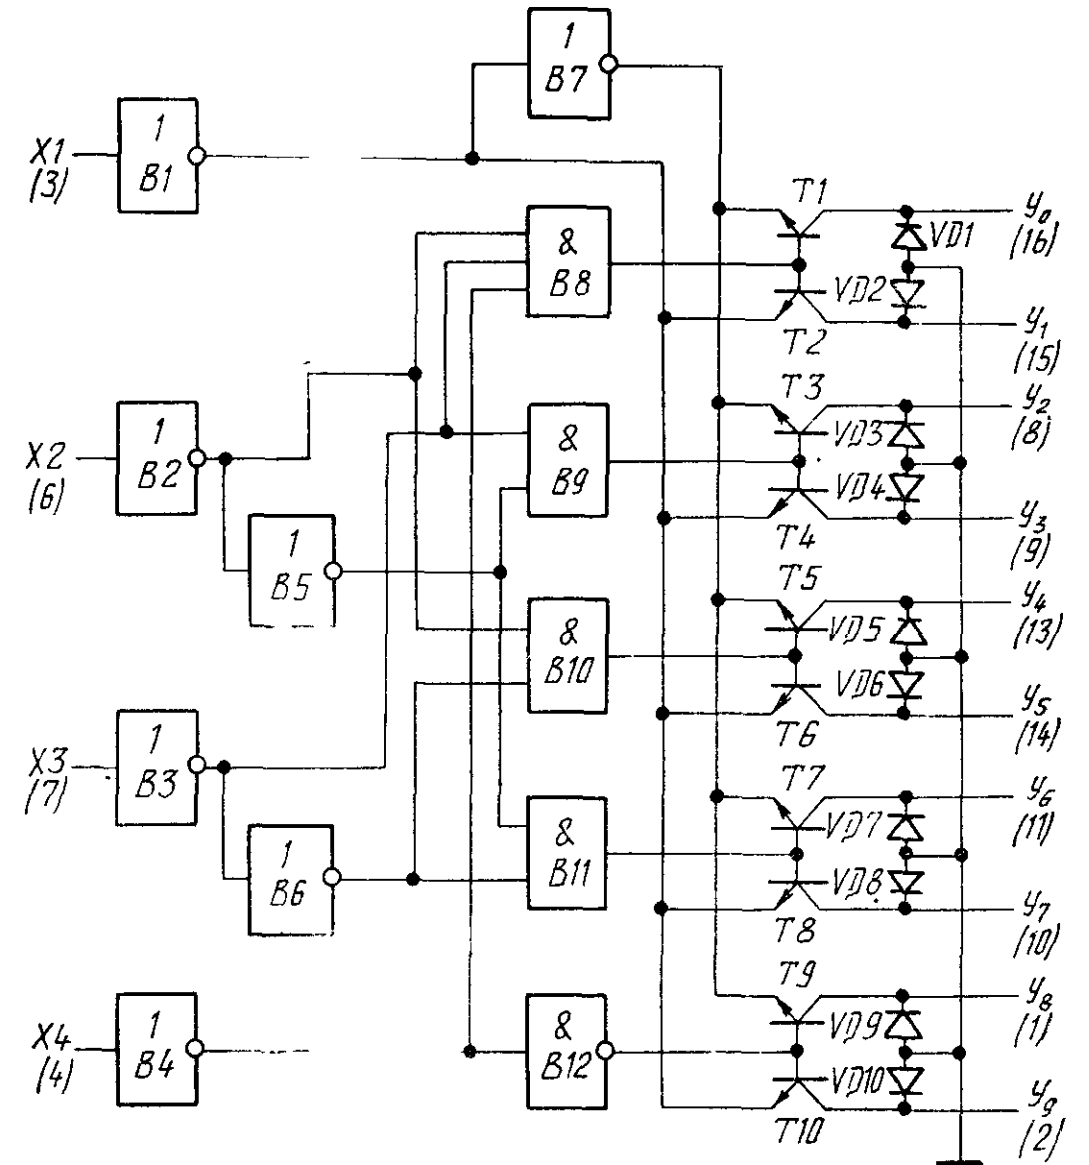 1
B7
1
B1
X1
(3)
T1
y₀
(16)
VD1
&
B8
VD2
T2
y₁
(15)
T3
y₂
(8)
VD3
X2
(6)
1
B2
&
B9
VD4
T4
y₃
(9)
1
B5
T5
y₄
(13)
VD5
&
B10
VD6
T6
y₅
(14)
X3
(7)
1
B3
T7
y₆
(11)
VD7
1
B6
&
B11
VD8
T8
y₇
(10)
T9
y₈
(1)
VD9
X4
(4)
1
B4
&
B12
VD10
T10
y₉
(2)